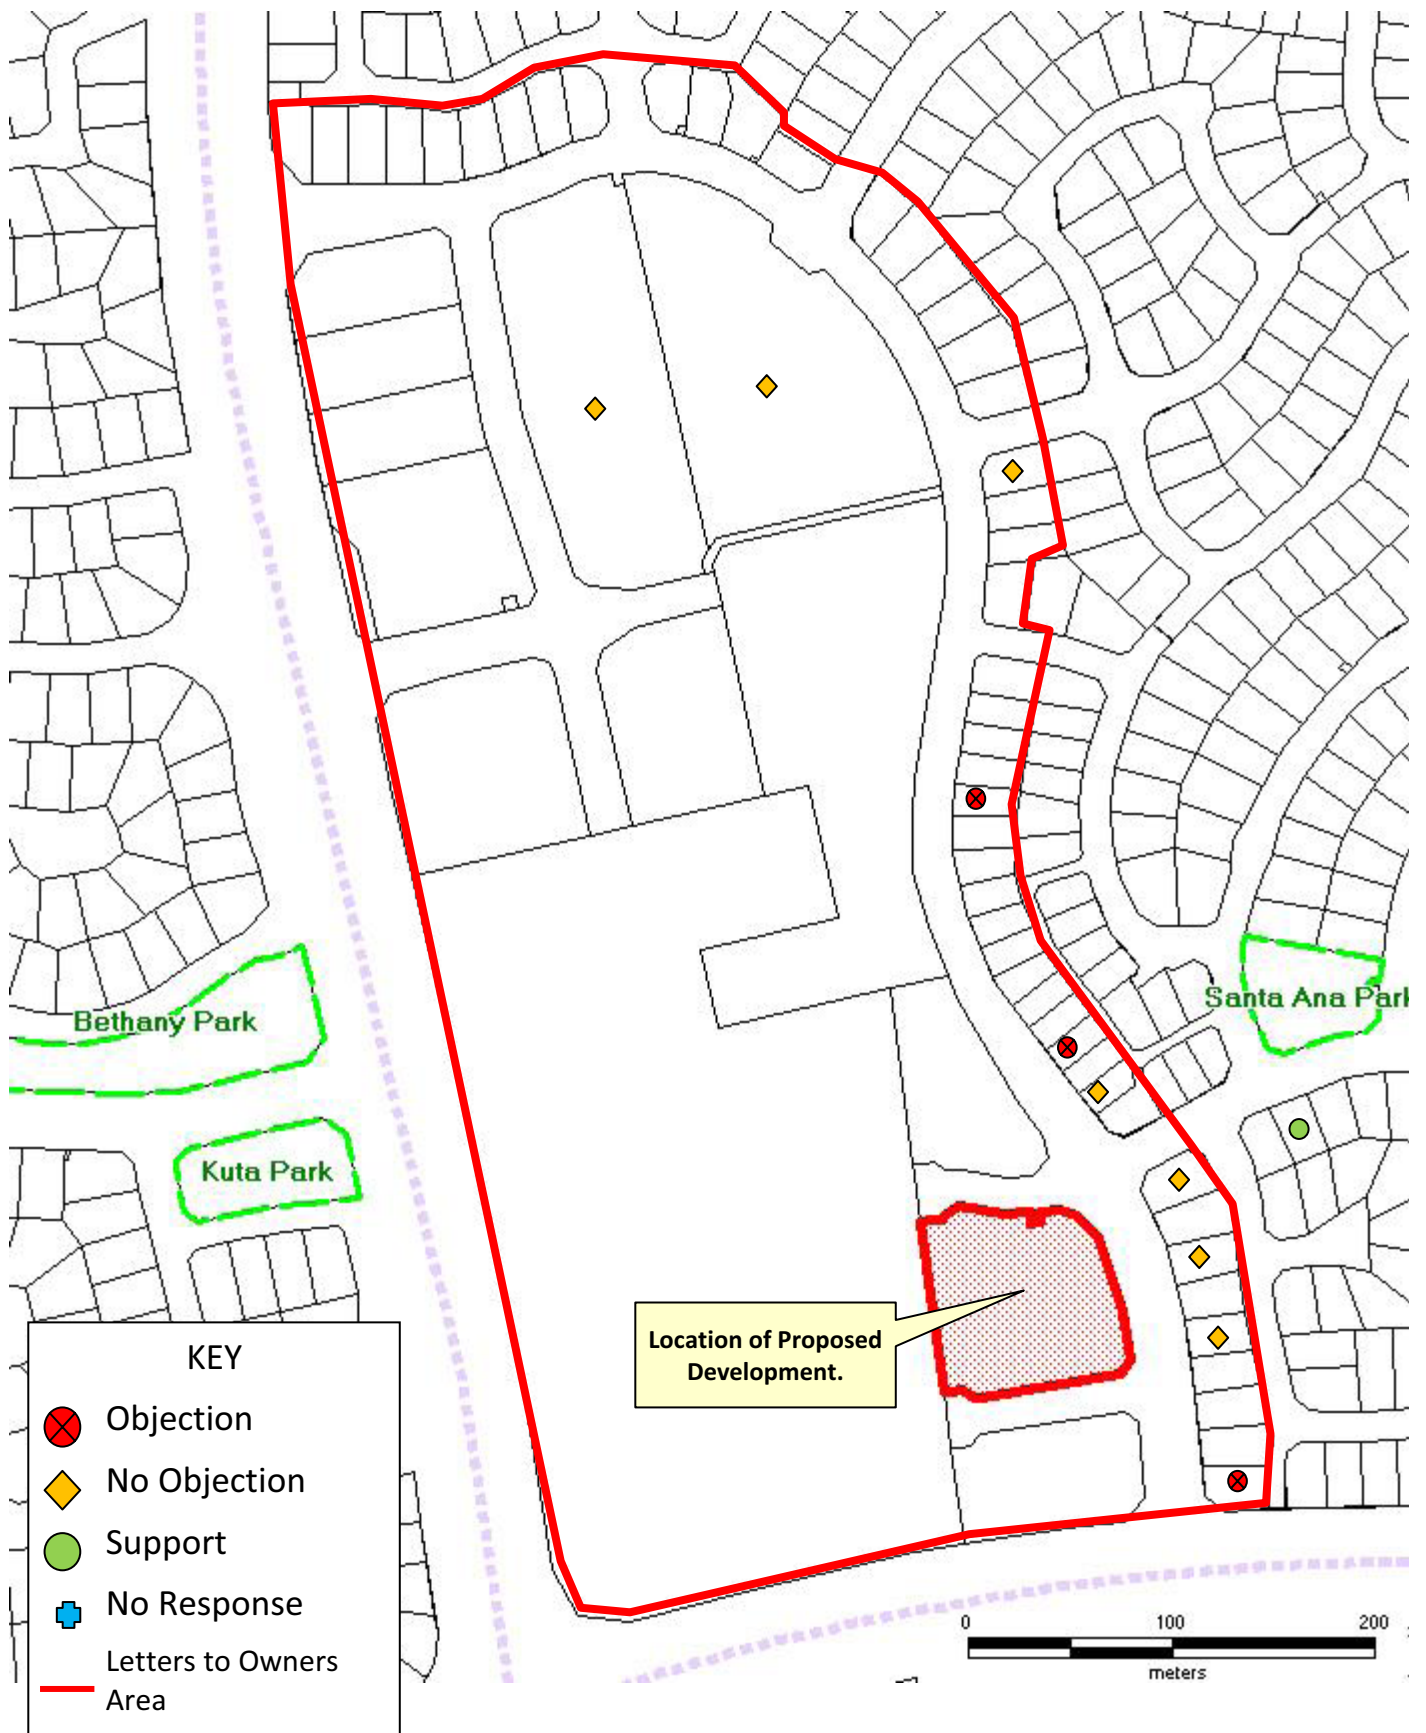 Bethany Park
Santa Ana Park
Kuta Park
Location of Proposed
Development.
KEY
Objection
No Objection
Support
No Response
Letters to Owners
Area
0 100 200
meters